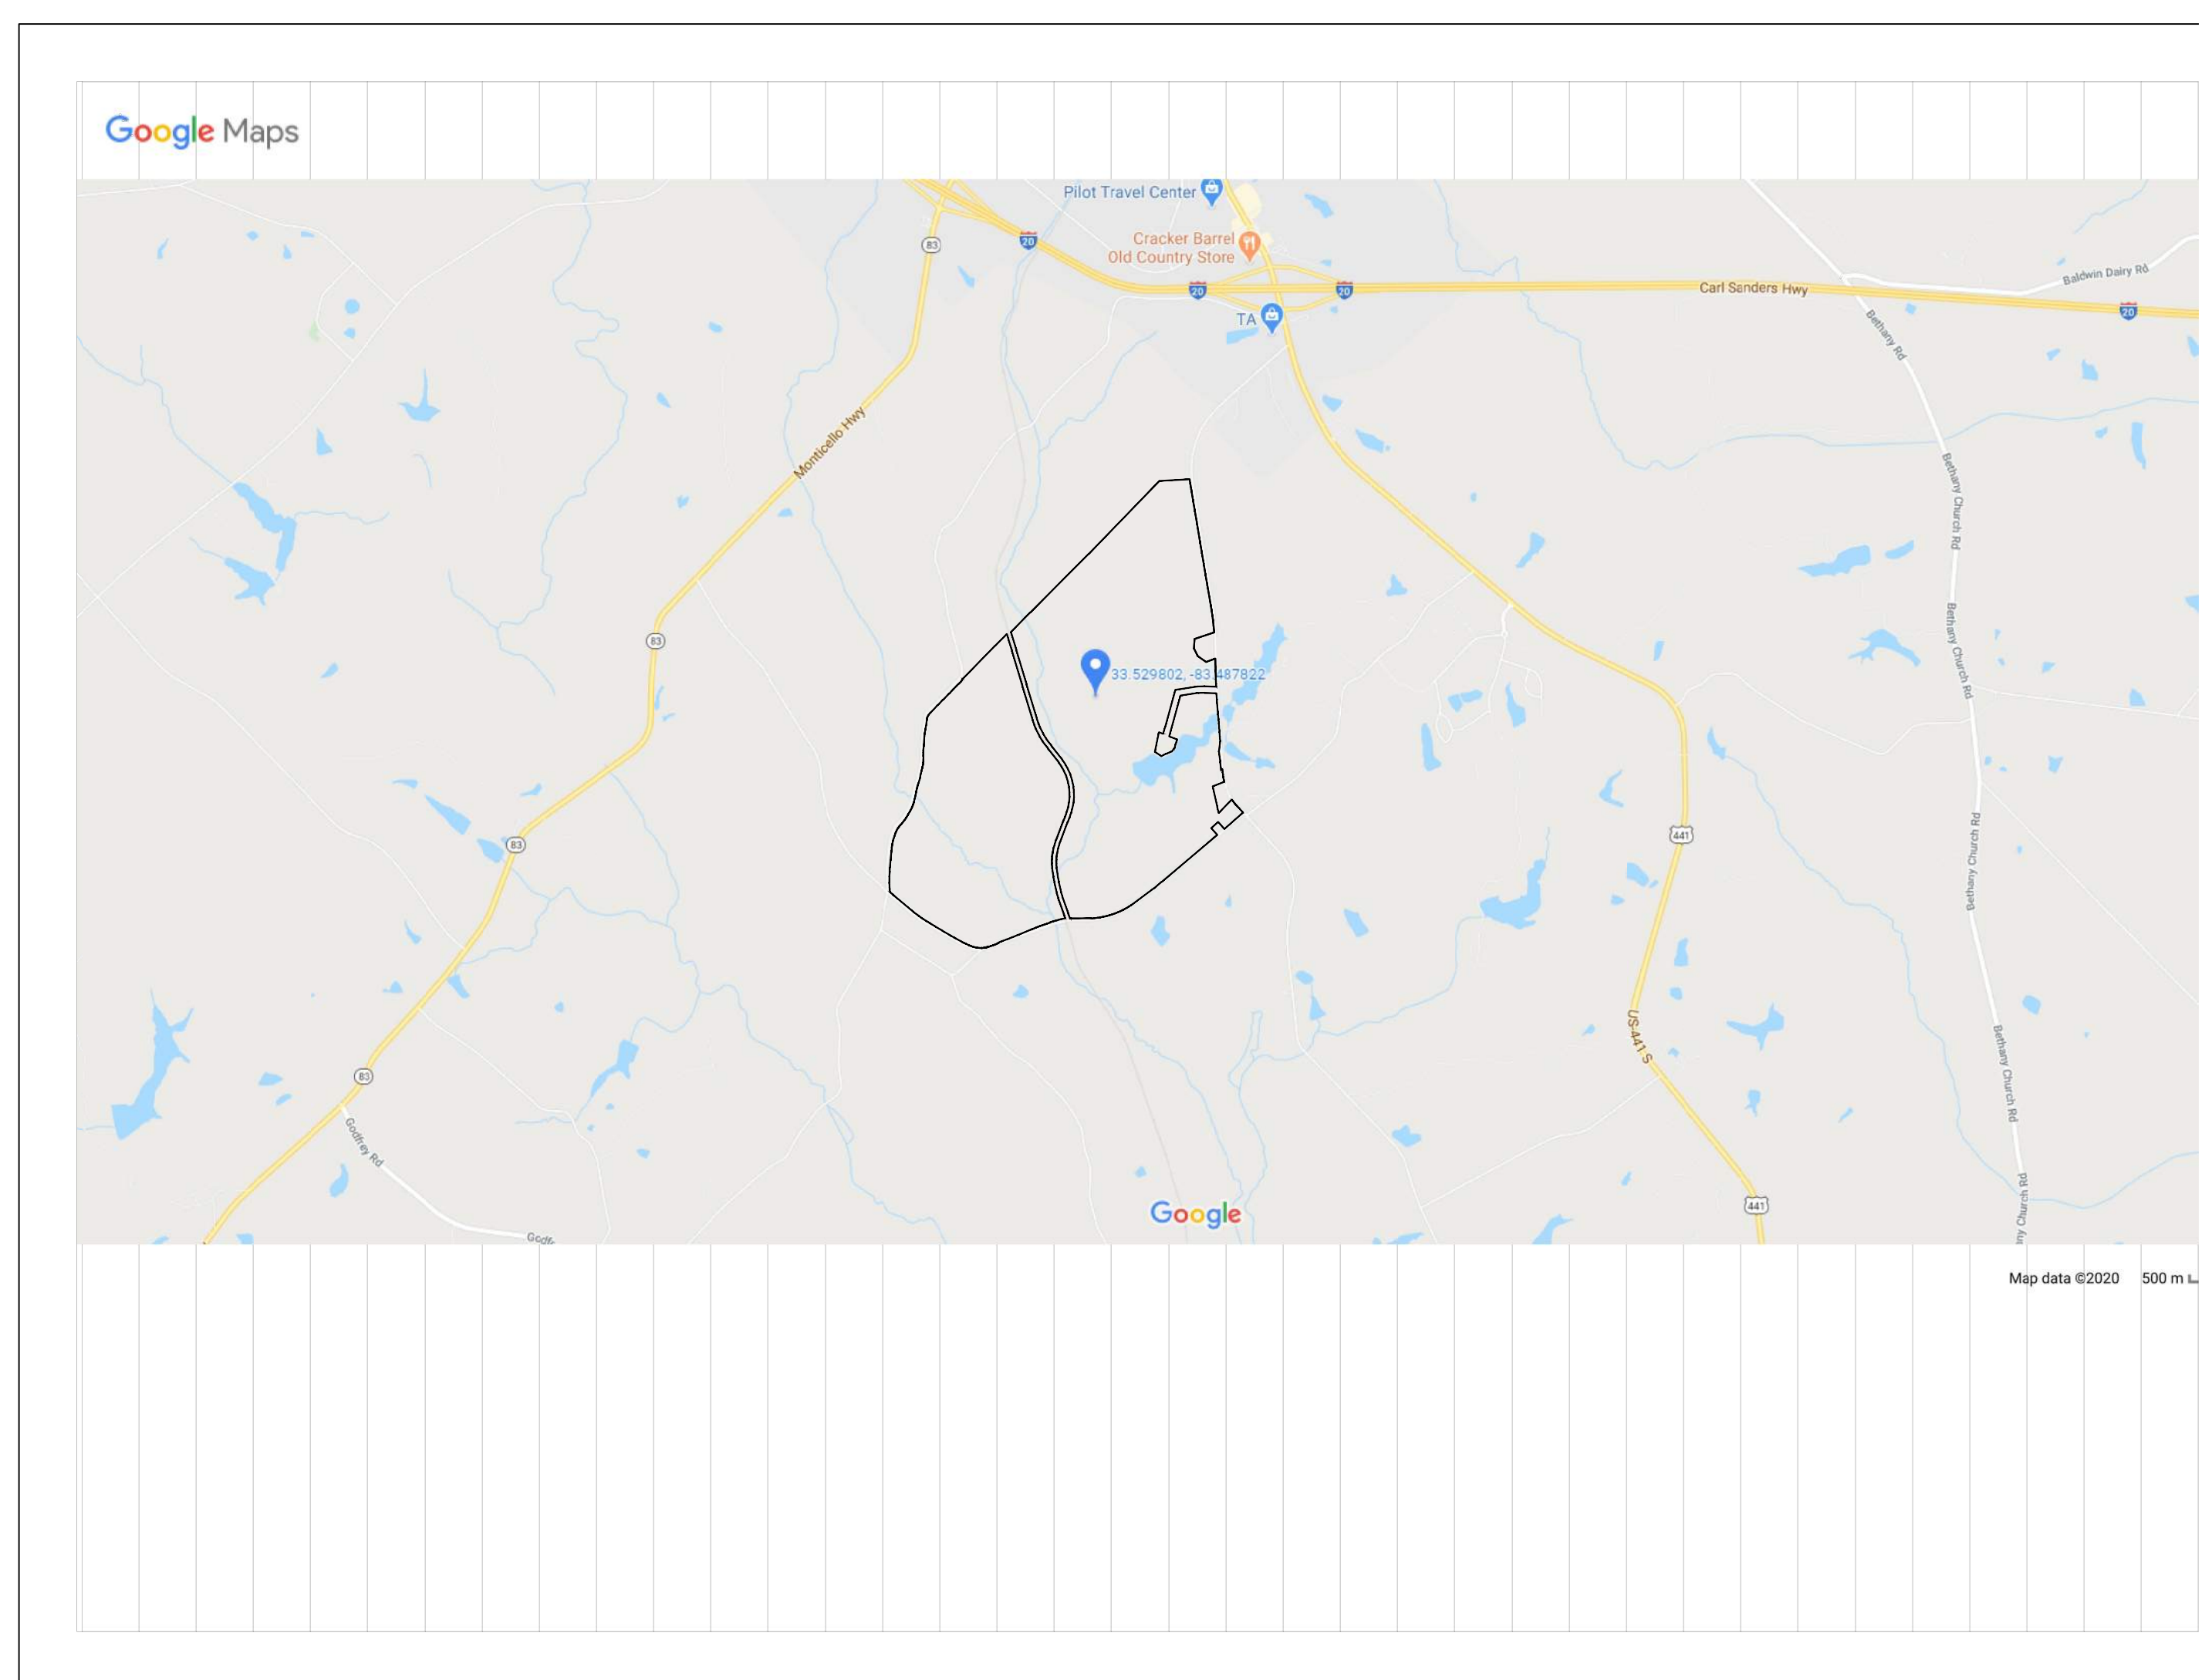 Google Maps
Pilot Travel Center
83
20
Cracker Barrel
Old Country Store
20
20
Carl Sanders Hwy
Baldwin Dairy Rd
20
TA
Bethany Rd
Monticello Hwy
Bethany Church Rd
83
33.529802, -83.487822
Bethany Church Rd
83
441
Bethany Church Rd
US-441 S
83
Bethany Church Rd
Godfrey Rd
441
Google
Church Rd
Map data ©2020 500 m